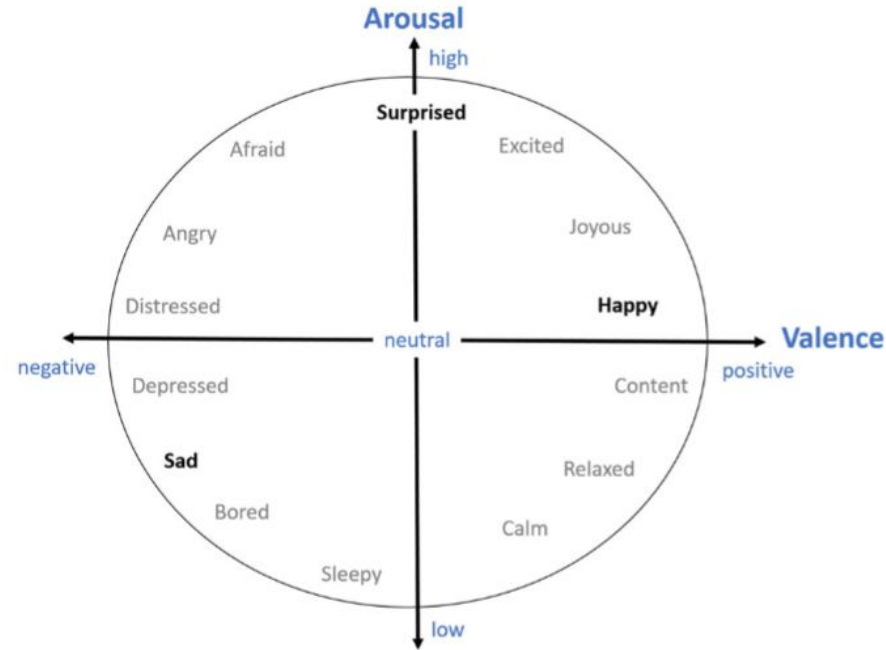 Arousal
high
Surprised
Afraid
Excited
Angry
Joyous
Distressed
Happy
neutral
Valence
negative
positive
Depressed
Content
Sad
Relaxed
Bored
Calm
Sleepy
low